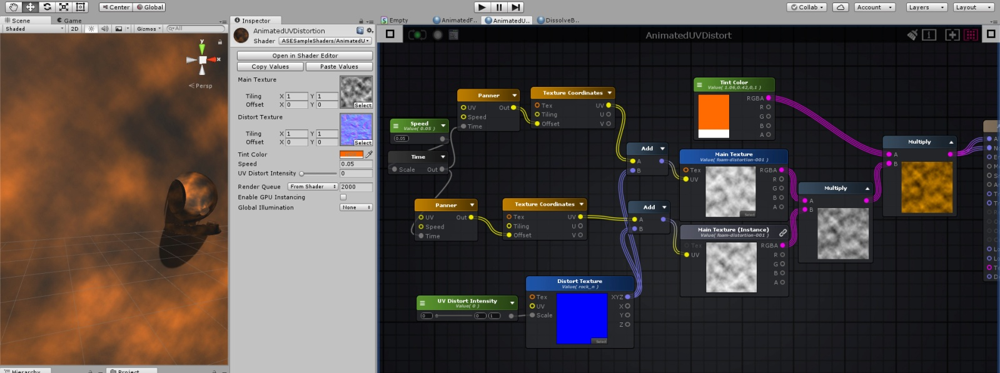 Center Global
Collab Account Layers Layout
Scene Game
Shaded 2D Gizmos All
y
x
Persp
Hierarchy Project
Inspector
AnimatedUVDistortion
Shader ASESampleShaders/AnimatedU
Open in Shader Editor
Copy Values Paste Values
Main Texture
Tiling X 1 Y 1
Offset X 0 Y 0
Select
Distort Texture
Tiling X 1 Y 1
Offset X 0 Y 0
Select
Tint Color
Speed 0.05
UV Distort Intensity 0
Render Queue From Shader 2000
Enable GPU Instancing
Global Illumination None
Empty AnimatedF.. AnimatedU.. DissolveB..
AnimatedUVDistort
Speed
Value( 0.05 )
0.05
Time
Scale Out
Panner
UV Out
Speed
Time
Texture Coordinates
Tex UV
Tiling U
Offset V
Panner
UV Out
Speed
Time
Texture Coordinates
Tex UV
Tiling U
Offset V
UV Distort Intensity
Value( 0 )
0 0 1
Distort Texture
Value( rock_n )
Tex XYZ
UV X
Scale Y
Z
Select
Add
A
B
Add
A
B
Tint Color
Value( 1.06,0.42,0,1 )
RGBA
R
G
B
A
Main Texture
Value( foam-distortion-001 )
Tex RGBA
UV R
G
B
A
Select
Main Texture (Instance)
Value( foam-distortion-001 )
Tex RGBA
UV R
G
B
A
Multiply
A
B
Multiply
A
B